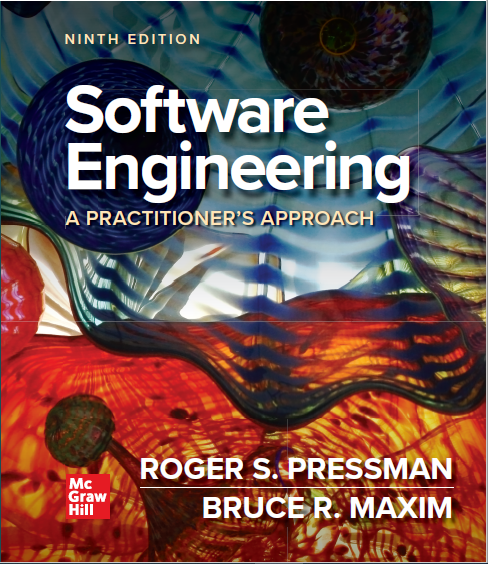 NINTH EDITION
Software
Engineering
A PRACTITIONER'S APPROACH
ROGER S. PRESSMAN
BRUCE R. MAXIM
Mc
Graw
Hill